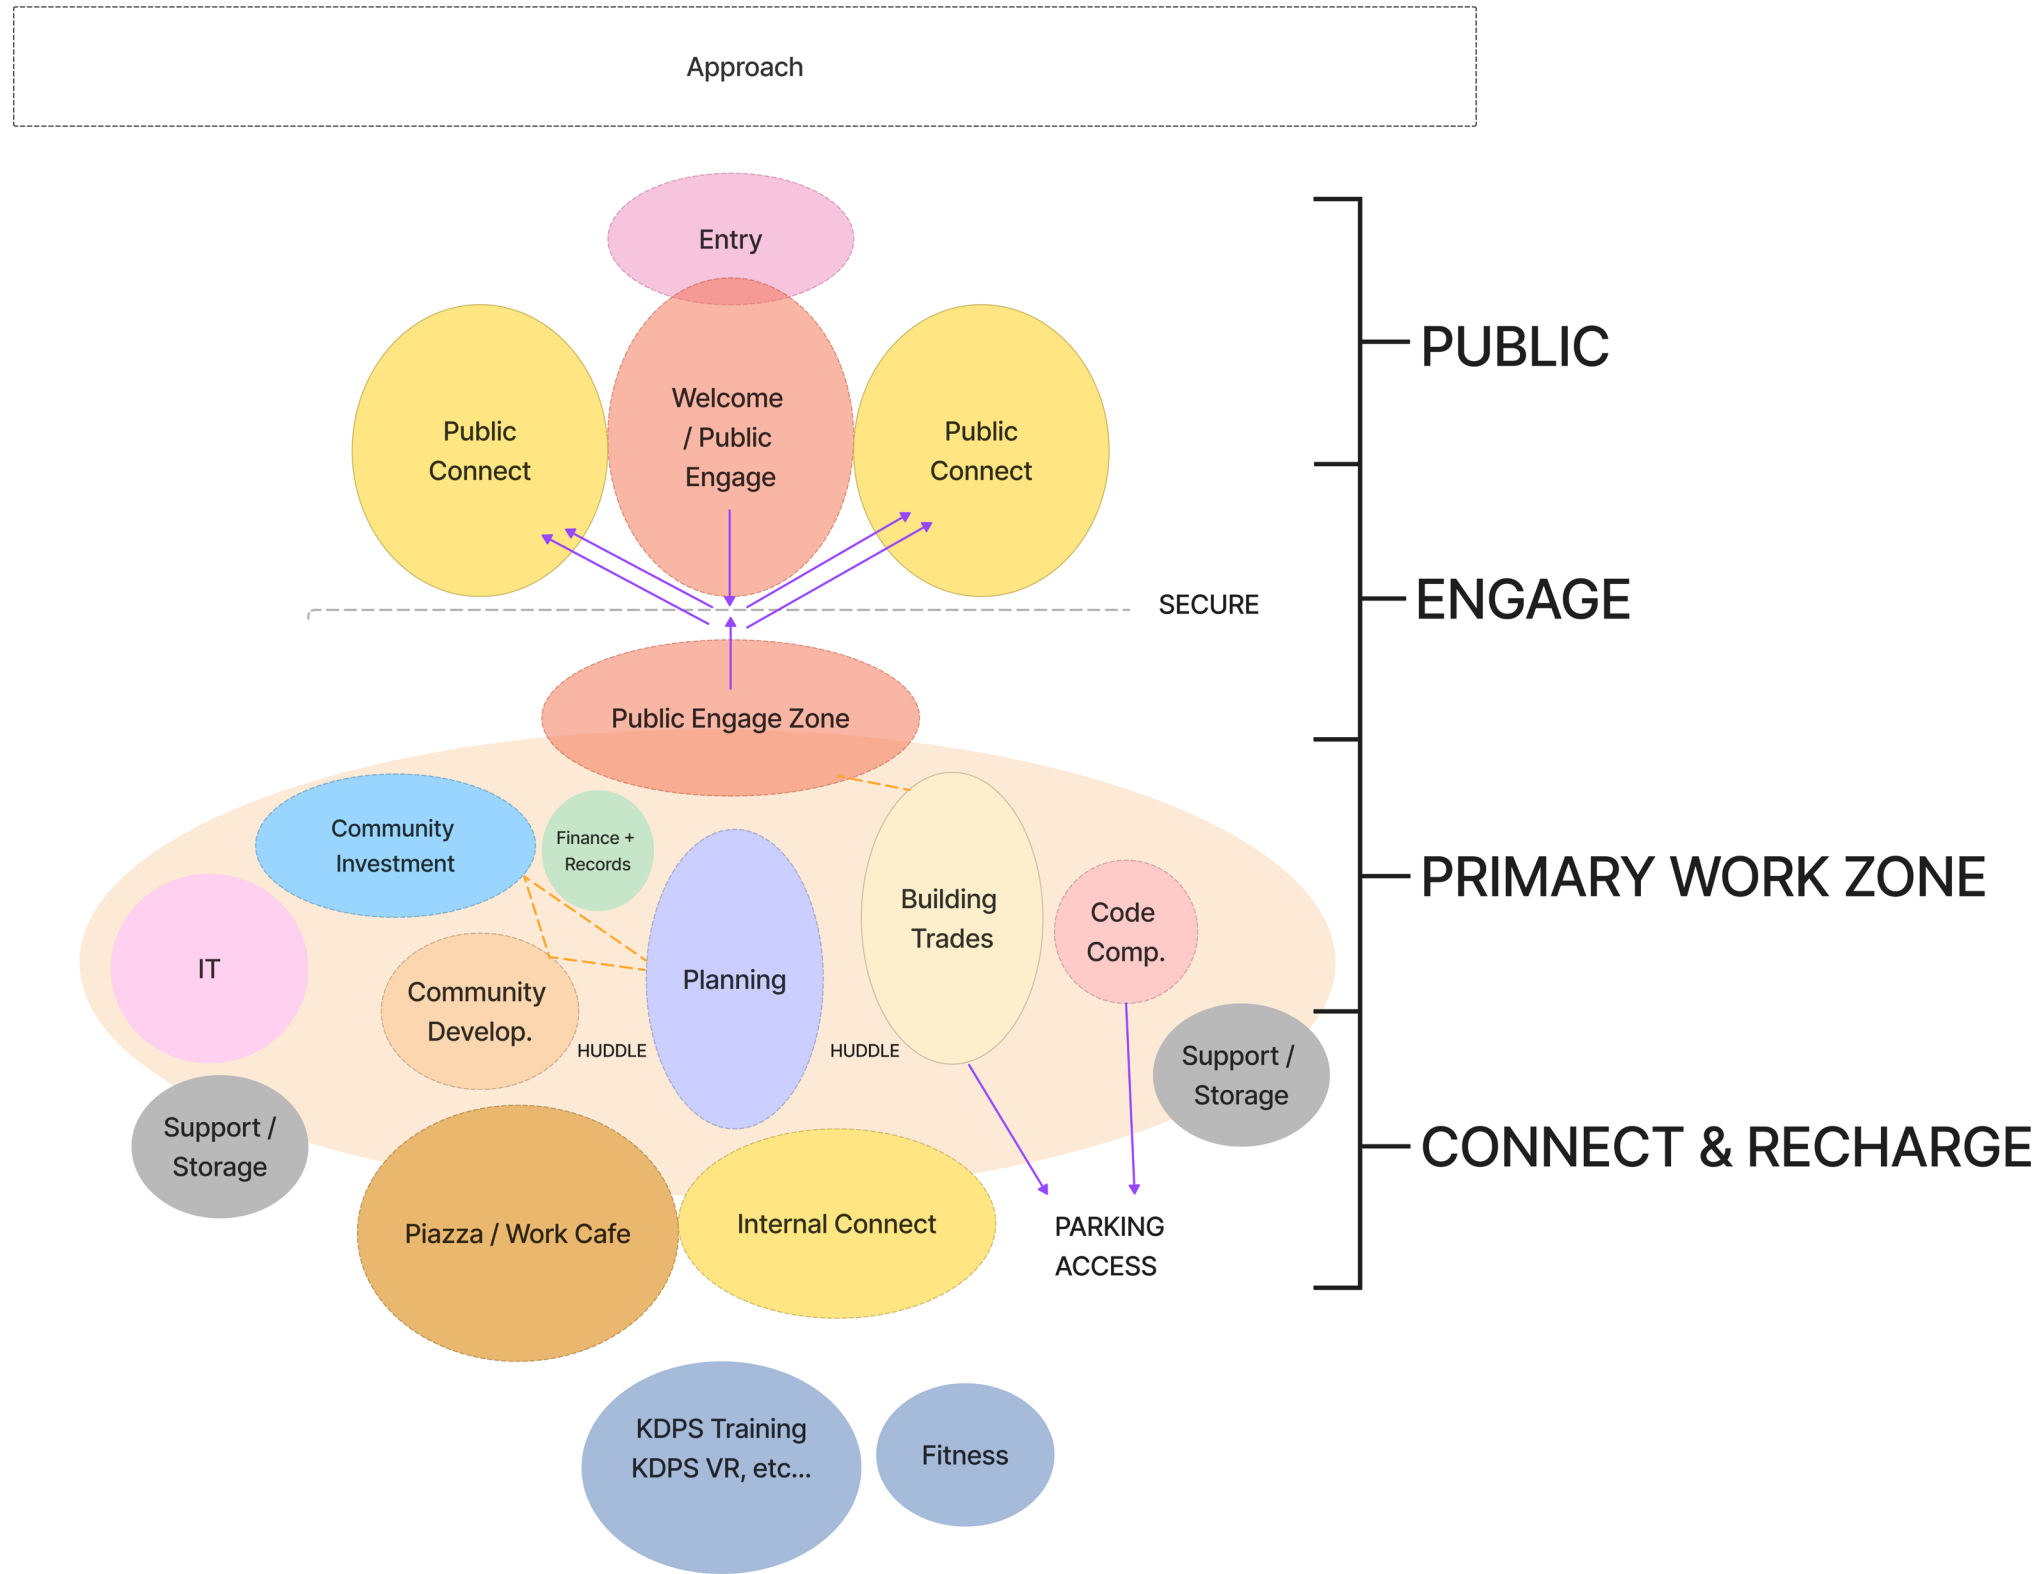 Approach
Entry
PUBLIC
Welcome
/ Public
Engage
Public
Connect
Public
Connect
SECURE
ENGAGE
Public Engage Zone
Community
Investment
Finance +
Records
PRIMARY WORK ZONE
Building
Trades
Code
Comp.
IT
Planning
Community
Develop.
HUDDLE
HUDDLE
Support /
Storage
Support /
Storage
CONNECT & RECHARGE
Piazza / Work Cafe
Internal Connect
PARKING
ACCESS
KDPS Training
KDPS VR, etc...
Fitness